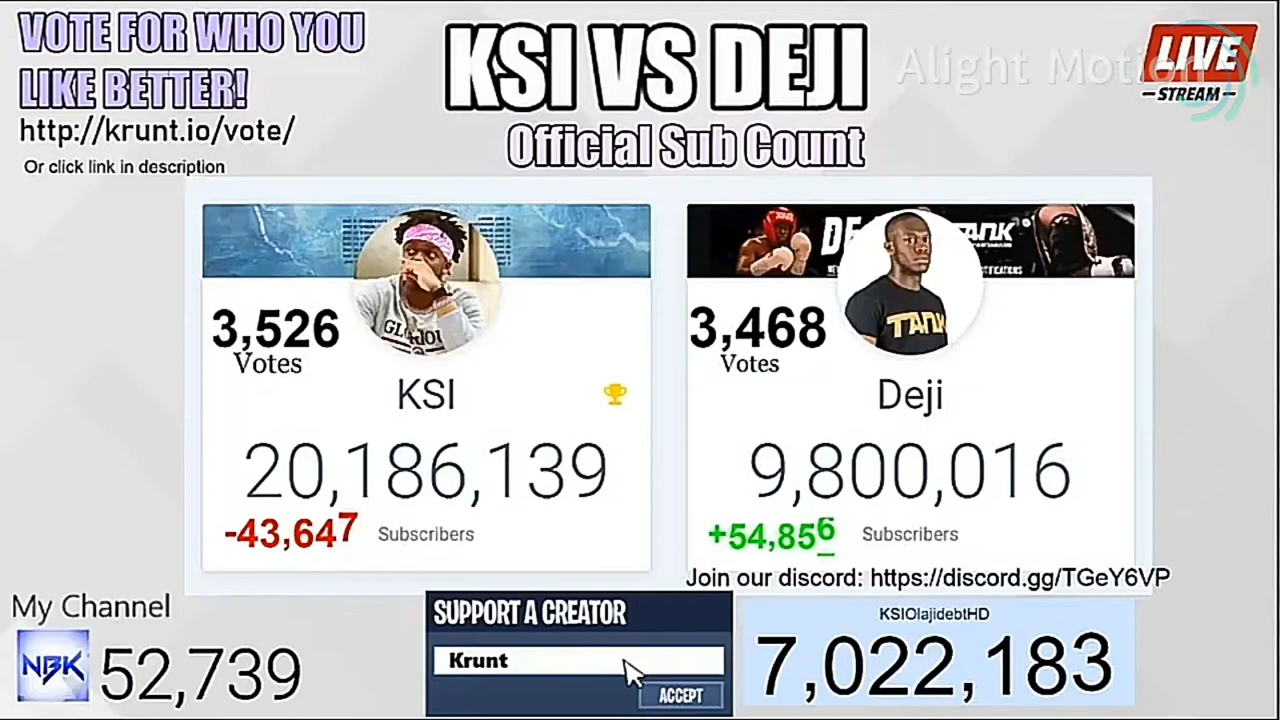 VOTE FOR WHO YOU
LIKE BETTER!
http://krunt.io/vote/
Or click link in description
KSI VS DEJI
Official Sub Count
Alight Motion
LIVE
STREAM
3,526
Votes
KSI
20,186,139
-43,647
Subscribers
3,468
Votes
TANK
Deji
9,800,016
+54,856
Subscribers
Join our discord: https://discord.gg/TGeY6VP
My Channel
NBK
52,739
SUPPORT A CREATOR
Krunt
ACCEPT
KSIOlajidebtHD
7,022,183